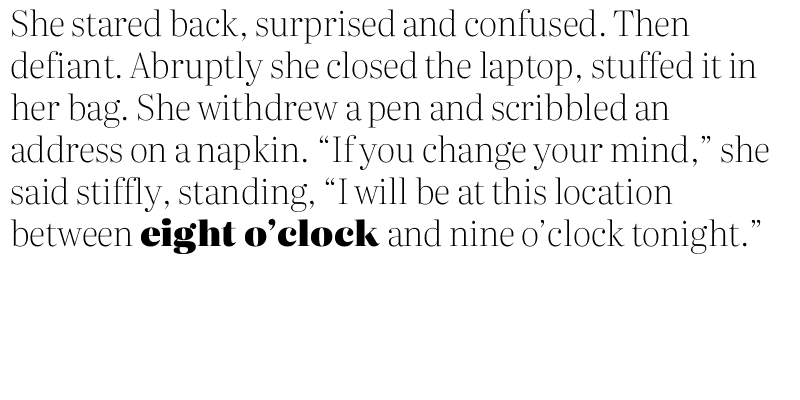 She stared back, surprised and confused. Then
defiant. Abruptly she closed the laptop, stuffed it in
her bag. She withdrew a pen and scribbled an
address on a napkin. “If you change your mind,” she
said stiffly, standing, “I will be at this location
between eight o’clock and nine o’clock tonight.”